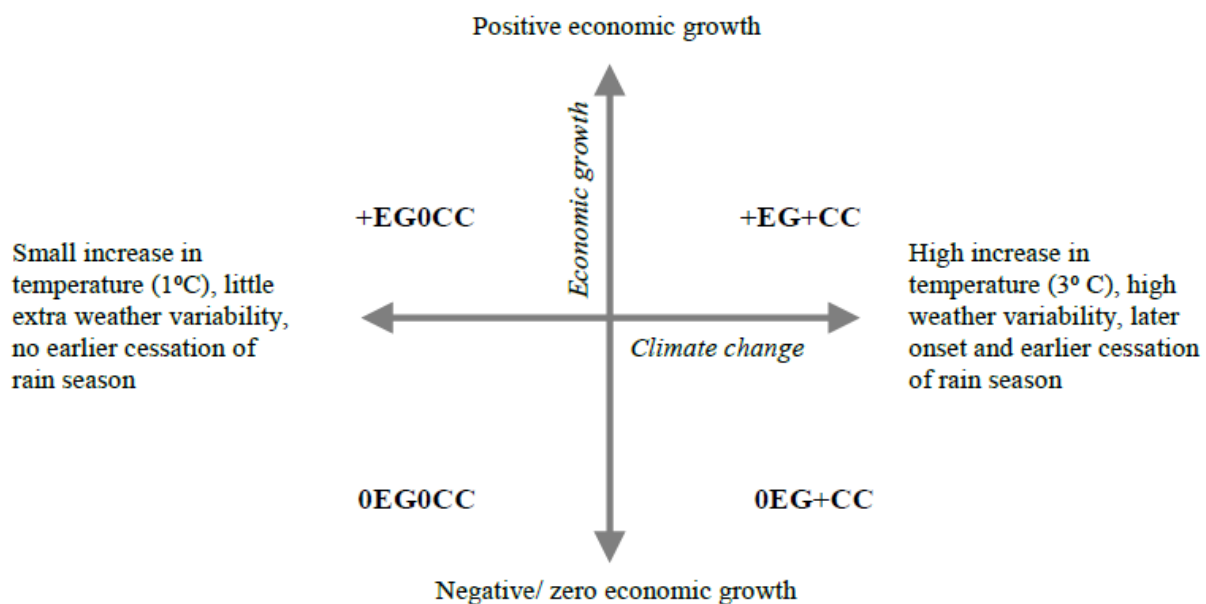 Positive economic growth
Economic growth
+EG0CC
+EG+CC
Small increase in
temperature (1⁰C), little
extra weather variability,
no earlier cessation of
rain season
High increase in
temperature (3⁰ C), high
weather variability, later
onset and earlier cessation
of rain season
Climate change
0EG0CC
0EG+CC
Negative/ zero economic growth